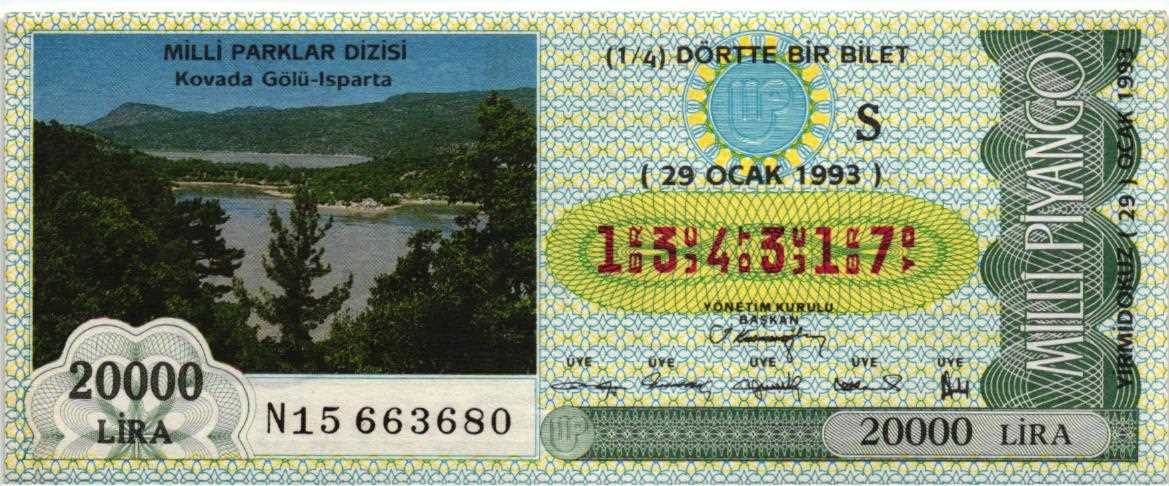 MİLLİ PARKLAR DİZİSİ
Kovada Gölü-Isparta
20000
LİRA
N15 663680
(1/4) DÖRTTE BİR BİLET
S
( 29 OCAK 1993 )
1 3 4 3 1 7
YÖNETİM KURULU
BAŞKAN
ÜYE ÜYE ÜYE ÜYE ÜYE
20000 LİRA
MİLLİ PİYANGO
YİRMİDOKUZ ( 29 ) OCAK 1993